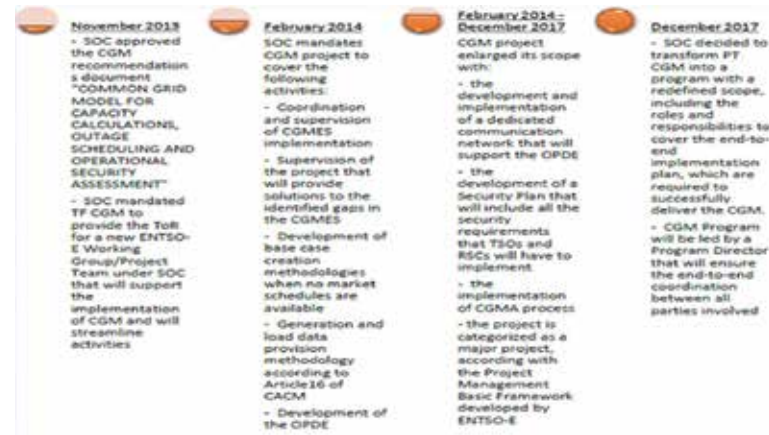 November 2013
- SOC approved
the CGM
recommendation
s document
"COMMON GRID
MODEL FOR
CAPACITY
CALCULATIONS,
OUTAGE
SCHEDULING AND
OPERATIONAL
SECURITY
ASSESSMENT"
- SOC mandated
TF CGM to
provide the ToR
for a new ENTSO-
E Working
Group/Project
Team under SOC
that will support
the
implementation
of CGM and will
streamline
activities
February 2014
SOC mandates
CGM project to
cover the
following
activities:
- Coordination
and supervision
of CGMES
implementation
- Supervision of
the project that
will provide
solutions to the
identified gaps in
the CGMES
- Development of
base case
creation
methodologies
when no market
schedules are
available
- Generation and
load data
provision
methodology
according to
Article16 of
CACM
- Development of
the OPDE
February 2014 -
December 2017
CGM project
enlarged its scope
with:
- the
development and
implementation
of a dedicated
communication
network that will
support the OPDE
- the
development of a
Security Plan that
will include all the
security
requirements
that TSOs and
RSCs will have to
implement
- the
implementation
of CGMA process
- the project is
categorized as a
major project,
according with
the Project
Management
Basic Framework
developed by
ENTSO-E
December 2017
- SOC decided to
transform PT
CGM into a
program with a
redefined scope,
including the
roles and
responsibilities to
cover the end-to-
end
implementation
plan, which are
required to
successfully
deliver the CGM.
- CGM Program
will be led by a
Program Director
that will ensure
the end-to-end
coordination
between all
parties involved